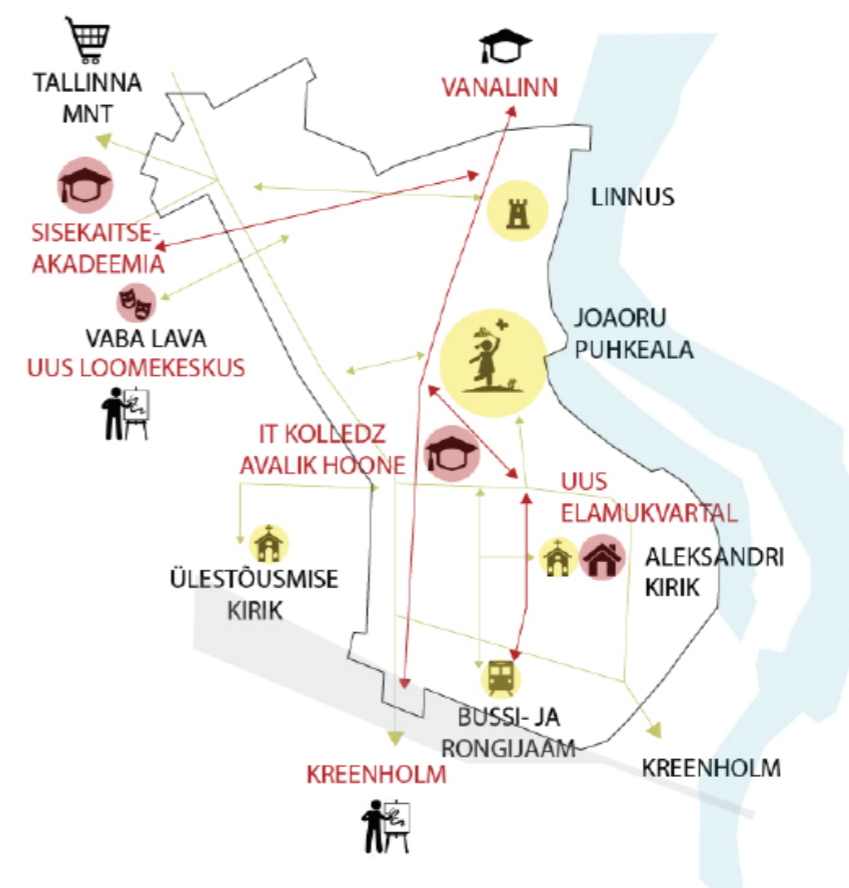 TALLINNA
MNT
VANALINN
LINNUS
SISEKAITSE-
AKADEEMIA
VABA LAVA
UUS LOOMEKESKUS
JOAORU
PUHKEALA
IT KOLLEDZ
AVALIK HOONE
UUS
ELAMUKVARTAL
ALEKSANDRI
KIRIK
ÜLESTÕUSMISE
KIRIK
BUSSI- JA
RONGIJAAM
KREENHOLM
KREENHOLM